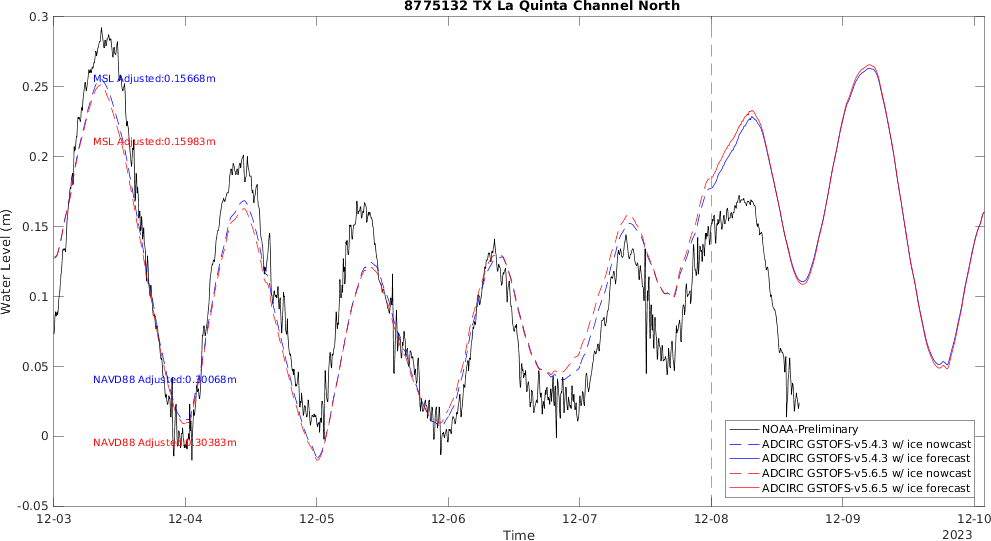 8775132 TX La Quinta Channel North
0.3
0.25
0.2
0.15
0.1
0.05
0
-0.05
Water Level (m)
MSL Adjusted:0.15668m
MSL Adjusted:0.15983m
NAVD88 Adjusted:0.30068m
NAVD88 Adjusted:0.30383m
NOAA-Preliminary
ADCIRC GSTOFS-v5.4.3 w/ ice nowcast
ADCIRC GSTOFS-v5.4.3 w/ ice forecast
ADCIRC GSTOFS-v5.6.5 w/ ice nowcast
ADCIRC GSTOFS-v5.6.5 w/ ice forecast
12-03 12-04 12-05 12-06 12-07 12-08 12-09 12-10
Time
2023